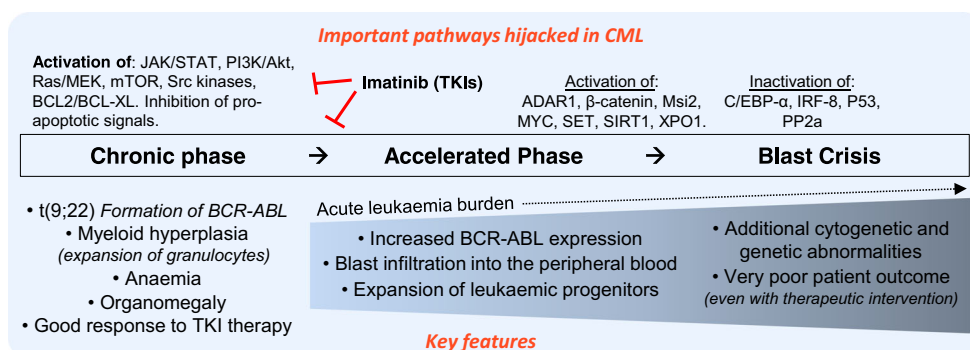 Important pathways hijacked in CML
Activation of: JAK/STAT, PI3K/Akt,
Ras/MEK, mTOR, Src kinases,
BCL2/BCL-XL. Inhibition of pro-
apoptotic signals.
Imatinib (TKIs)
Activation of:
ADAR1, β-catenin, Msi2,
MYC, SET, SIRT1, XPO1.
Inactivation of:
C/EBP-α, IRF-8, P53,
PP2a
Chronic phase → Accelerated Phase → Blast Crisis
• t(9;22) Formation of BCR-ABL
• Myeloid hyperplasia
(expansion of granulocytes)
• Anaemia
• Organomegaly
• Good response to TKI therapy
Acute leukaemia burden
• Increased BCR-ABL expression
• Blast infiltration into the peripheral blood
• Expansion of leukaemic progenitors
• Additional cytogenetic and
genetic abnormalities
• Very poor patient outcome
(even with therapeutic intervention)
Key features